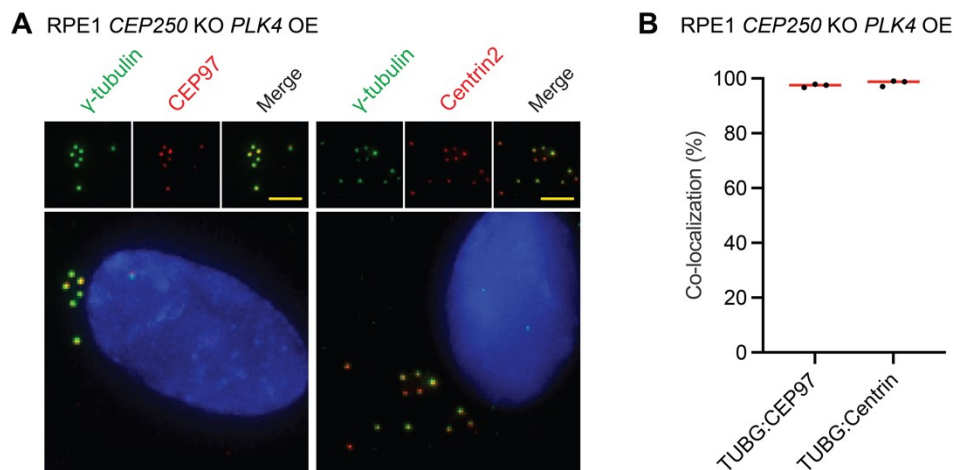 A RPE1 CEP250 KO PLK4 OE
γ-tubulin
CEP97
Merge
γ-tubulin
Centrin2
Merge
B RPE1 CEP250 KO PLK4 OE
Co-localization (%)
100
80
60
40
20
0
TUBG:CEP97
TUBG:Centrin